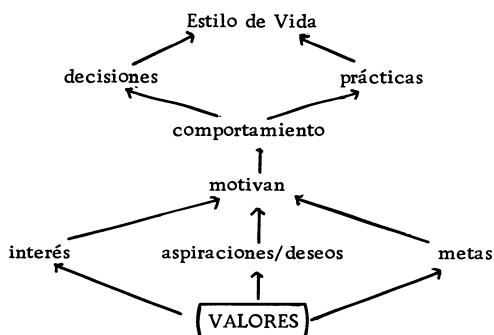 Estilo de Vida
decisiones prácticas
comportamiento
motivan
interés aspiraciones/deseos metas
VALORES